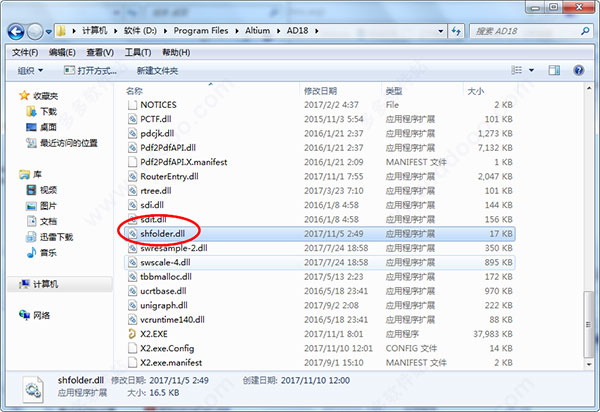 计算机 ▸ 软件 (D:) ▸ Program Files ▸ Altium ▸ AD18 ▸ 搜索 AD18
文件(F) 编辑(E) 查看(V) 工具(T) 帮助(H)
组织 打开方式... 新建文件夹
收藏夹
下载
桌面
最近访问的位置
库
视频
图片
文档
迅雷下载
音乐
计算机
网络
名称 修改日期 类型 大小
NOTICES 2017/2/2 4:37 File 2 KB
PCTF.dll 2015/11/3 5:54 应用程序扩展 101 KB
pdcjk.dll 2016/1/21 2:09 应用程序扩展 1,273 KB
Pdf2PdfAPI.dll 2016/1/21 2:09 应用程序扩展 7,132 KB
Pdf2PdfAPI.X.manifest 2016/1/21 2:09 MANIFEST 文件 1 KB
RouterEntry.dll 2017/11/1 7:55 应用程序扩展 2,047 KB
rtree.dll 2017/3/23 7:10 应用程序扩展 101 KB
sdi.dll 2016/1/8 4:58 应用程序扩展 144 KB
sdit.dll 2016/1/8 4:58 应用程序扩展 156 KB
shfolder.dll 2017/11/5 2:49 应用程序扩展 17 KB
swresample-2.dll 2017/7/24 18:58 应用程序扩展 350 KB
swscale-4.dll 2017/7/24 18:58 应用程序扩展 895 KB
tbbmalloc.dll 2017/5/13 2:23 应用程序扩展 172 KB
ucrtbase.dll 2016/5/18 23:41 应用程序扩展 970 KB
unigraph.dll 2017/9/2 2:08 应用程序扩展 222 KB
vcruntime140.dll 2016/5/18 23:41 应用程序扩展 88 KB
X2.EXE 2017/11/1 8:01 应用程序 37,983 KB
X2.exe.Config 2017/11/10 12:01 CONFIG 文件 14 KB
X2.exe.manifest 2017/9/1 15:10 MANIFEST 文件 2 KB
shfolder.dll 修改日期: 2017/11/5 2:49 创建日期: 2017/11/10 12:00
应用程序扩展 大小: 16.5 KB